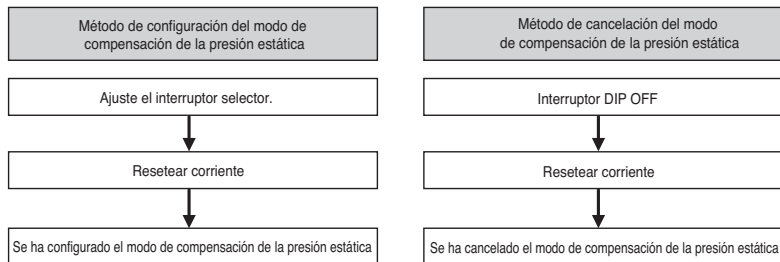 Método de configuración del modo de
compensación de la presión estática
Ajuste el interruptor selector.
Resetear corriente
Se ha configurado el modo de compensación de la presión estática
Método de cancelación del modo
de compensación de la presión estática
Interruptor DIP OFF
Resetear corriente
Se ha cancelado el modo de compensación de la presión estática